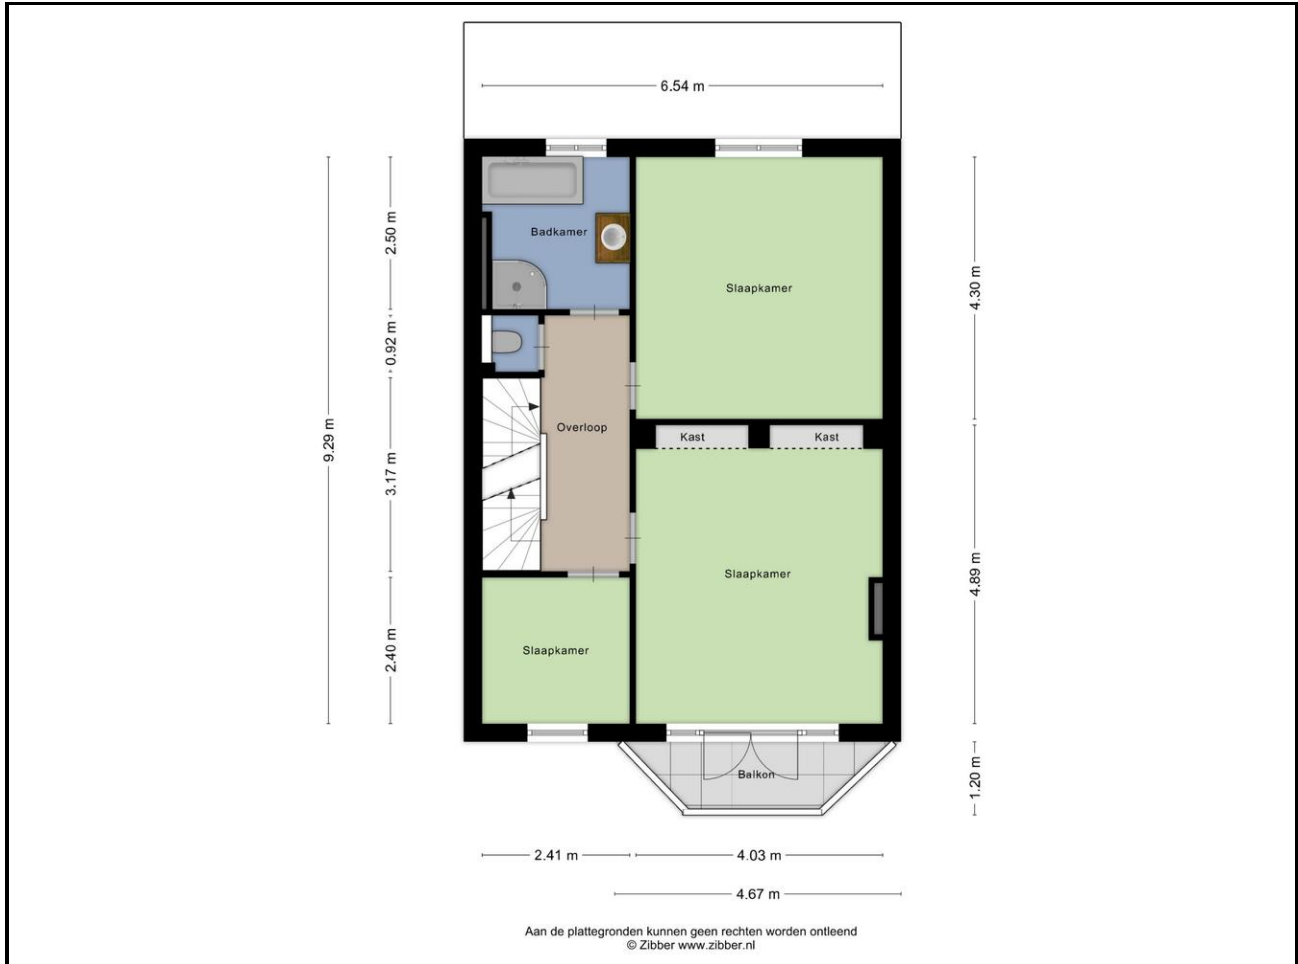 6.54 m
Badkamer
2.50 m
Slaapkamer
4.30 m
0.92 m
9.29 m
Overloop
Kast
Kast
3.17 m
Slaapkamer
4.89 m
Slaapkamer
2.40 m
Balkon
1.20 m
2.41 m
4.03 m
4.67 m
Aan de plattegronden kunnen geen rechten worden ontleend
© Zibber www.zibber.nl